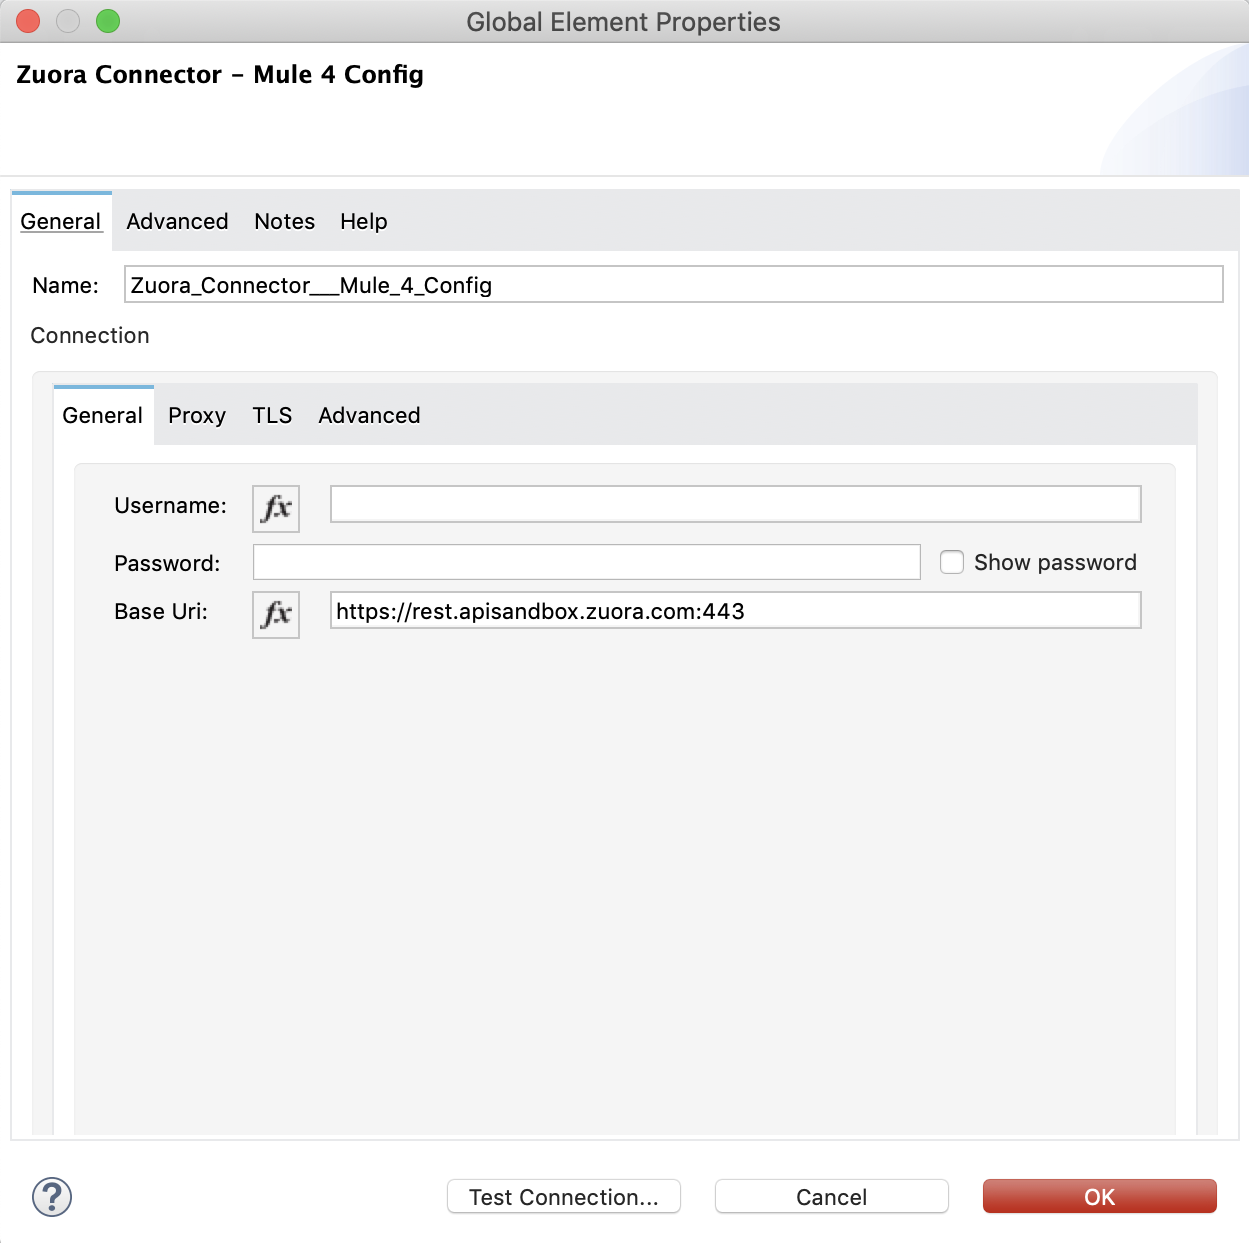 Global Element Properties
Zuora Connector – Mule 4 Config
General Advanced Notes Help
Name: Zuora_Connector___Mule_4_Config
Connection
General Proxy TLS Advanced
Username: fx
Password: Show password
Base Uri: fx https://rest.apisandbox.zuora.com:443
? Test Connection... Cancel OK